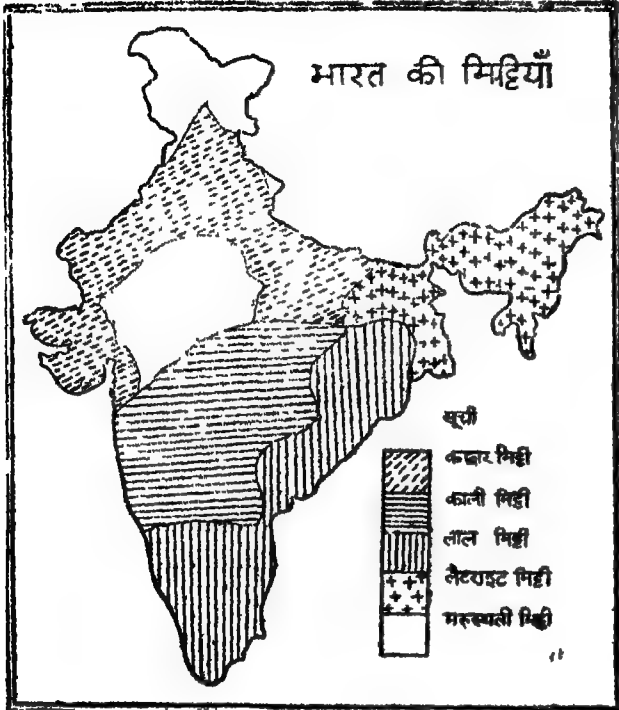 भारत की मिट्टियाँ
सूची
कछार मिट्टी
काली मिट्टी
लाल मिट्टी
लैटराइट मिट्टी
मरुस्थली मिट्टी